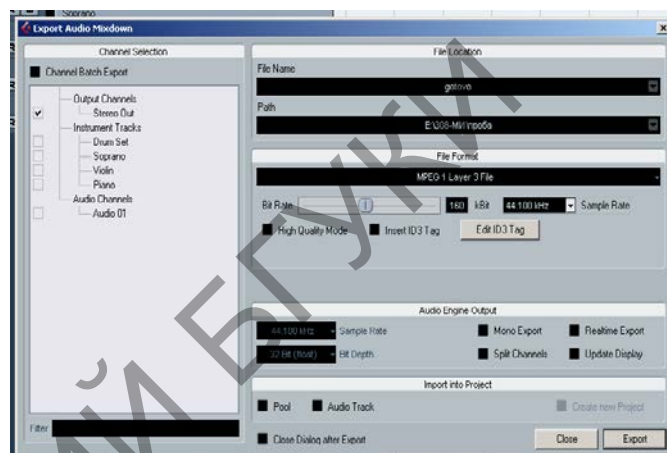 Soprano
Export Audio Mixdown
Channel Selection
Channel Batch Export
Output Channels
Stereo Out
Instrument Tracks
Drum Set
Soprano
Violin
Piano
Audio Channels
Audio 01
Filter
File Location
File Name
gotovo
Path
E:\308-МИ\проба
File Format
MPEG 1 Layer 3 File
Bit Rate 160 kBit 44.100 kHz Sample Rate
High Quality Mode Insert ID3 Tag Edit ID3 Tag
Audio Engine Output
44.100 kHz Sample Rate Mono Export Realtime Export
32 Bit (float) Bit Depth Split Channels Update Display
Import into Project
Pool Audio Track Create new Project
Close Dialog after Export Close Export
БГУКИ